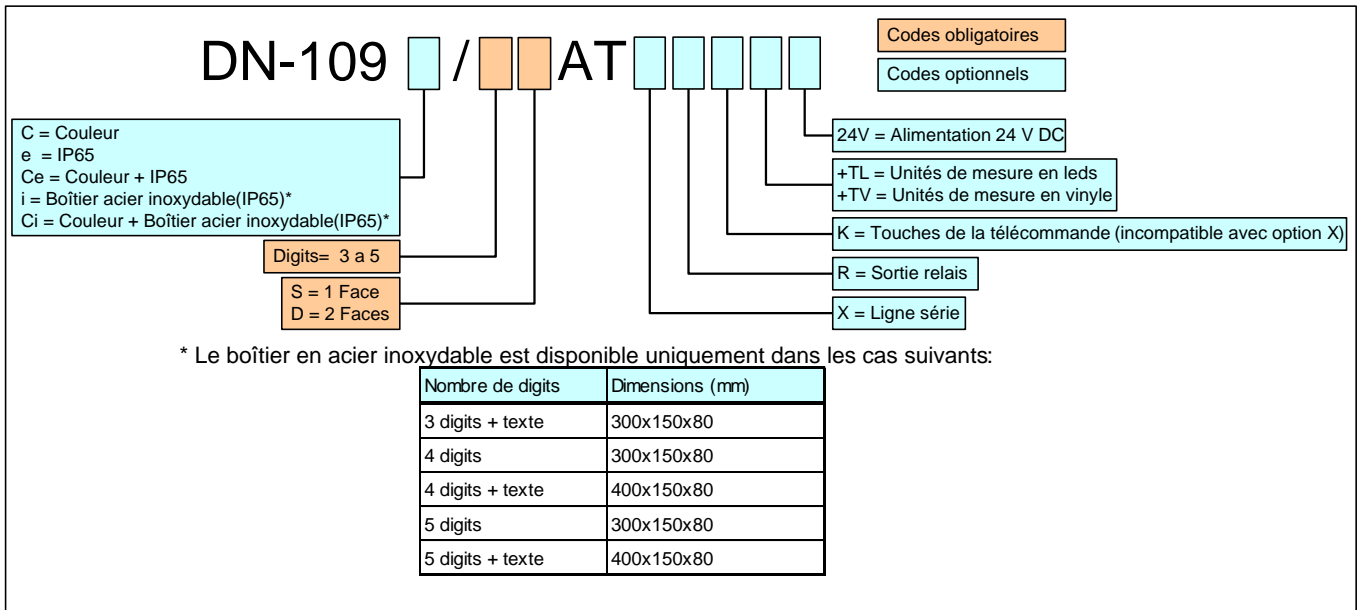 DN-109 / AT
Codes obligatoires
Codes optionnels
C = Couleur
e = IP65
Ce = Couleur + IP65
i = Boîtier acier inoxydable(IP65)*
Ci = Couleur + Boîtier acier inoxydable(IP65)*
Digits= 3 a 5
S = 1 Face
D = 2 Faces
24V = Alimentation 24 V DC
+TL = Unités de mesure en leds
+TV = Unités de mesure en vinyle
K = Touches de la télécommande (incompatible avec option X)
R = Sortie relais
X = Ligne série
* Le boîtier en acier inoxydable est disponible uniquement dans les cas suivants:
Nombre de digits Dimensions (mm)
3 digits + texte 300x150x80
4 digits 300x150x80
4 digits + texte 400x150x80
5 digits 300x150x80
5 digits + texte 400x150x80